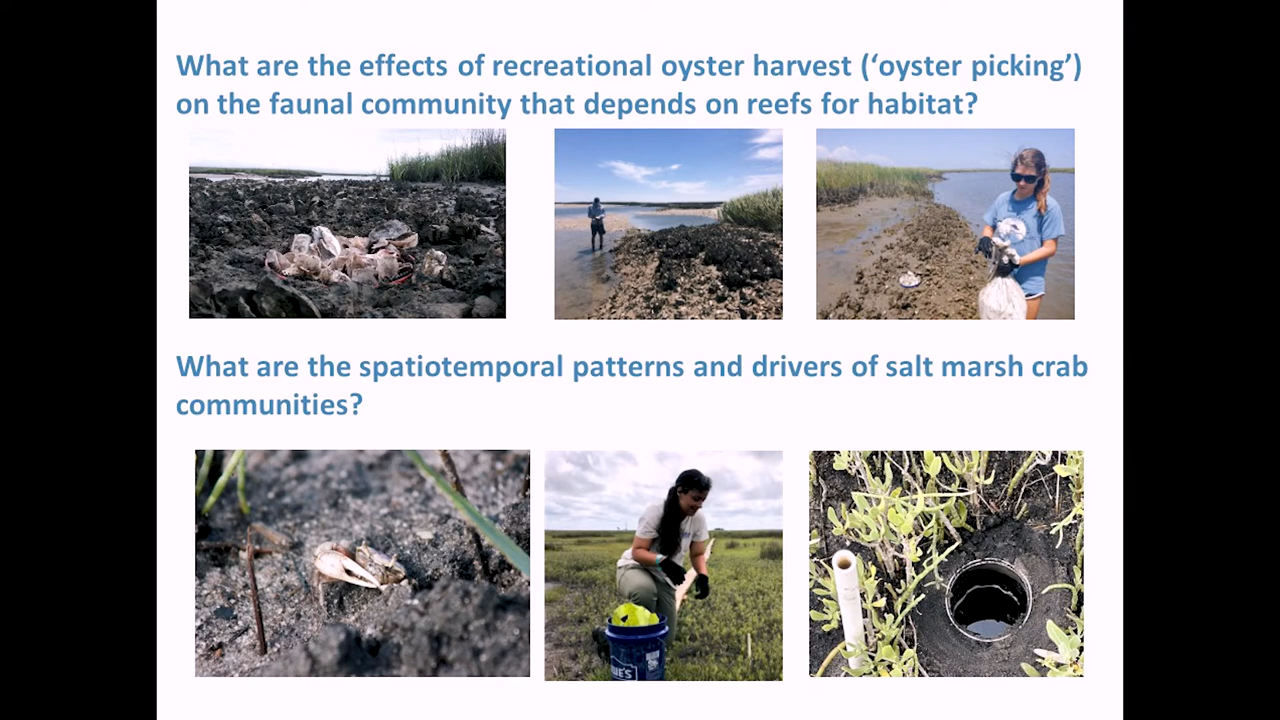 What are the effects of recreational oyster harvest (‘oyster picking’)
on the faunal community that depends on reefs for habitat?
What are the spatiotemporal patterns and drivers of salt marsh crab
communities?